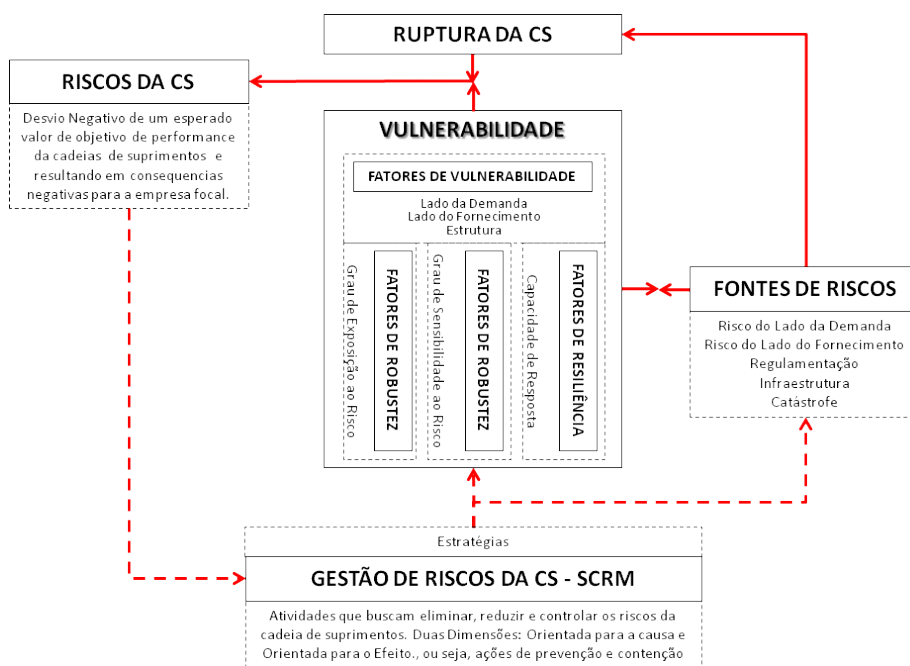 RUPTURA DA CS
RISCOS DA CS
Desvio Negativo de um esperado
valor de objetivo de performance
da cadeias de suprimentos e
resultando em consequencias
negativas para a empresa focal.
VULNERABILIDADE
FATORES DE VULNERABILIDADE
Lado da Demanda
Lado do Fornecimento
Estrutura
Grau de Exposição ao Risco
FATORES DE ROBUSTEZ
Grau de Sensibilidade ao Risco
FATORES DE ROBUSTEZ
Capacidade de Resposta
FATORES DE RESILIÊNCIA
FONTES DE RISCOS
Risco do Lado da Demanda
Risco do Lado do Fornecimento
Regulamentação
Infraestrutura
Catástrofe
Estratégias
GESTÃO DE RISCOS DA CS - SCRM
Atividades que buscam eliminar, reduzir e controlar os riscos da
cadeia de suprimentos. Duas Dimensões: Orientada para a causa e
Orientada para o Efeito., ou seja, ações de prevenção e contenção